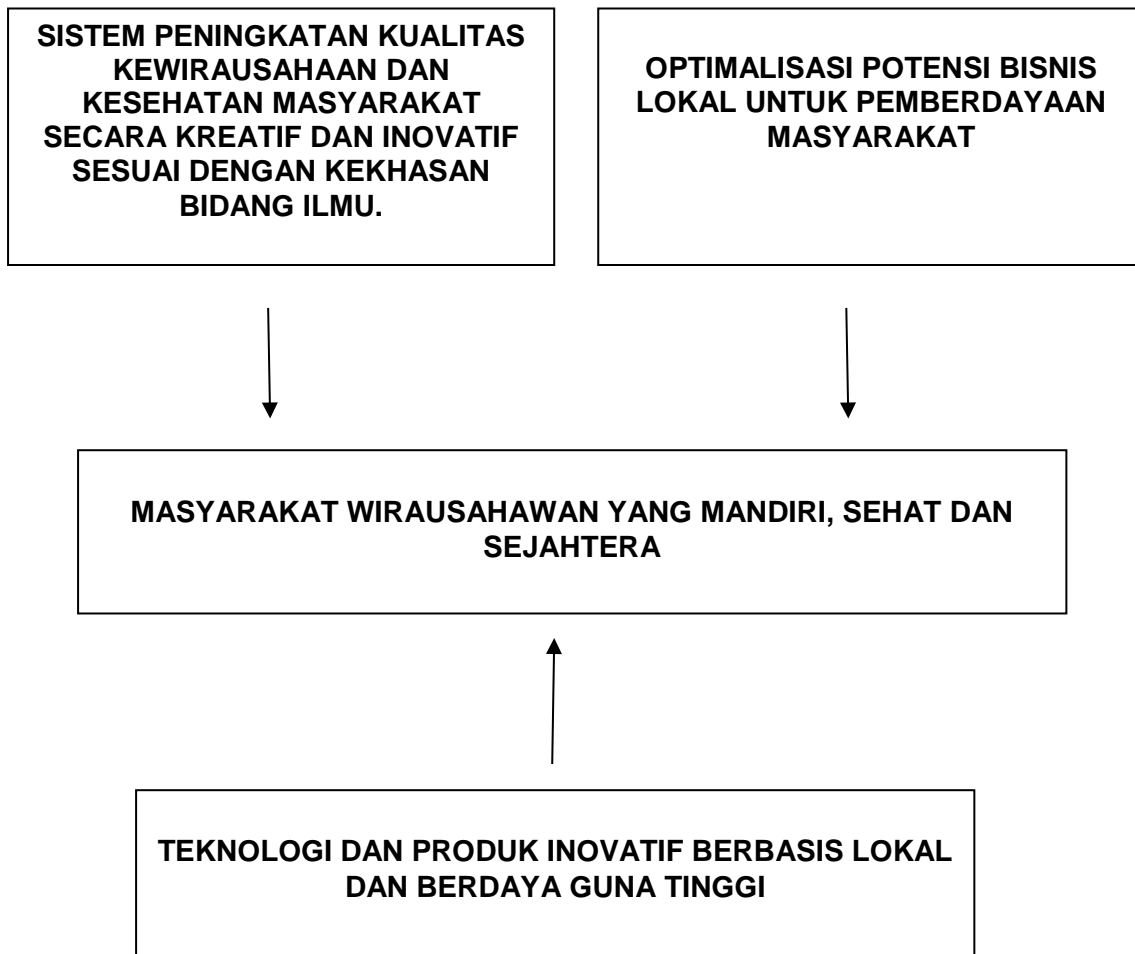 SISTEM PENINGKATAN KUALITAS
KEWIRAUSAHAAN DAN
KESEHATAN MASYARAKAT
SECARA KREATIF DAN INOVATIF
SESUAI DENGAN KEKHASAN
BIDANG ILMU.
OPTIMALISASI POTENSI BISNIS
LOKAL UNTUK PEMBERDAYAAN
MASYARAKAT
MASYARAKAT WIRAUSAHAWAN YANG MANDIRI, SEHAT DAN
SEJAHTERA
TEKNOLOGI DAN PRODUK INOVATIF BERBASIS LOKAL
DAN BERDAYA GUNA TINGGI